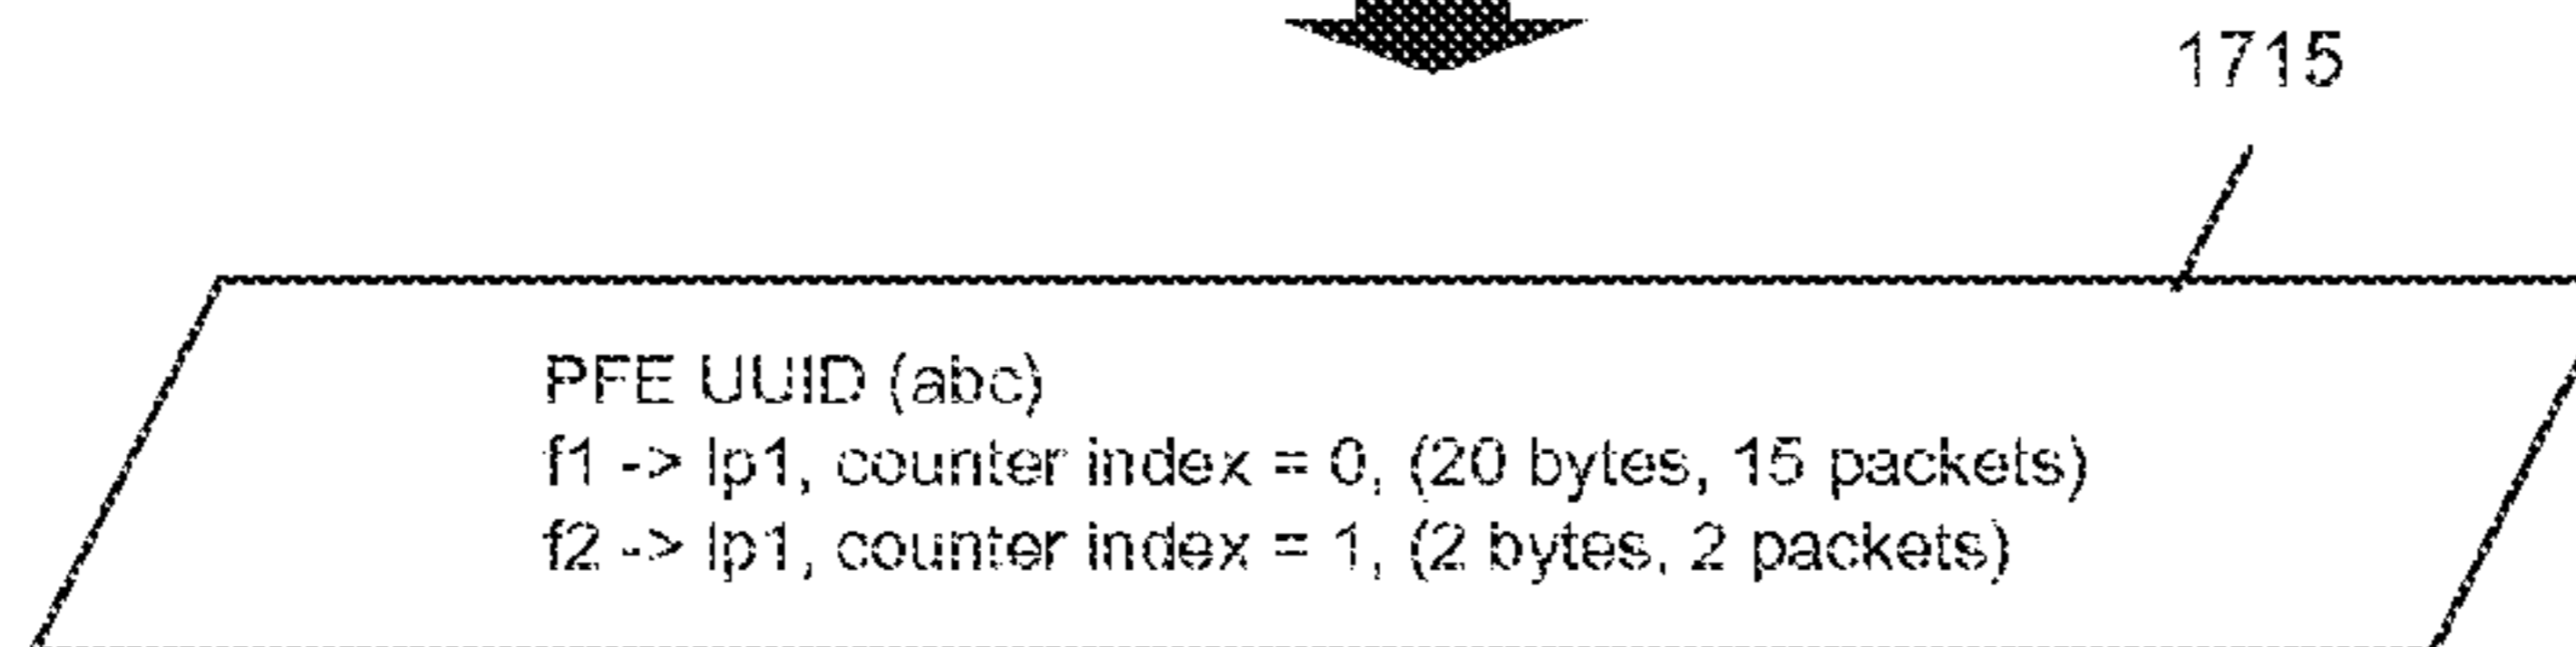 1715
PFE UUID (abc)
f1 -> lp1, counter index = 0, (20 bytes, 15 packets)
f2 -> lp1, counter index = 1, (2 bytes, 2 packets)